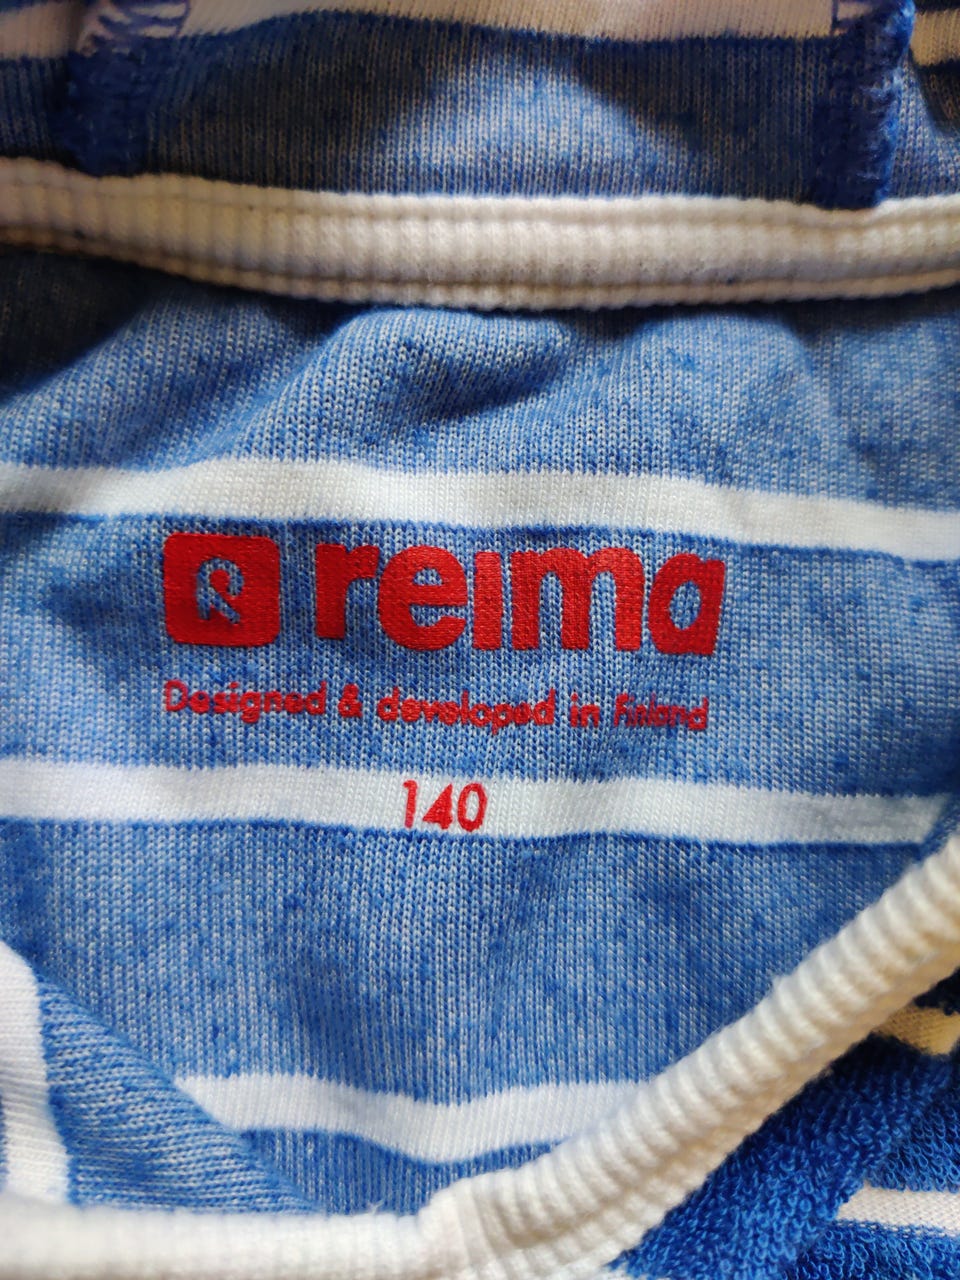 reima
Designed & developed in Finland
140